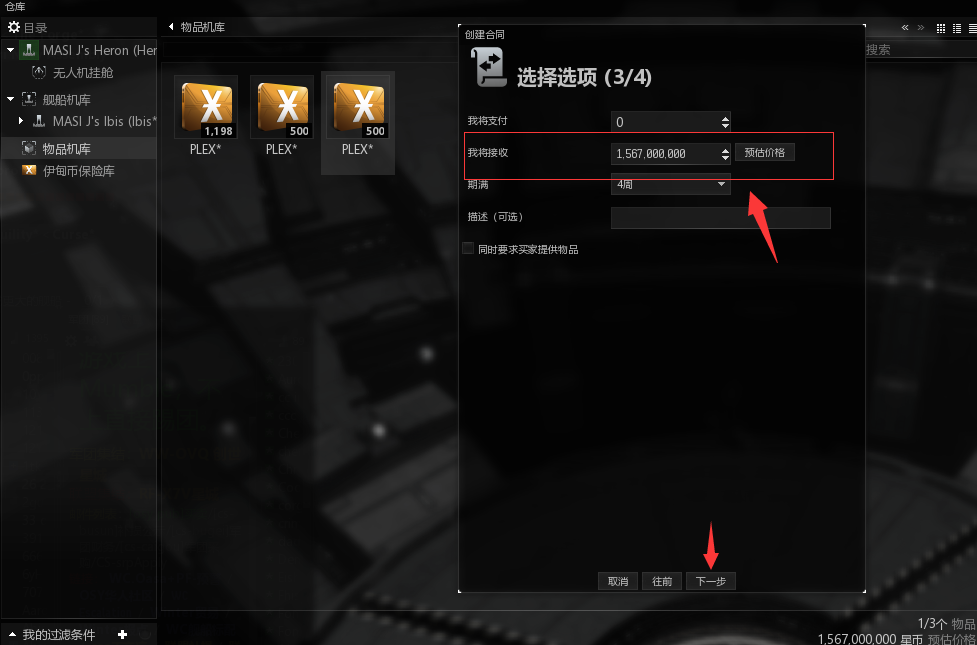 仓库
目录
MASI J's Heron (Her
无人机挂舱
舰船机库
MASI J's Ibis (Ibis*
物品机库
伊甸币保险库
我的过滤条件
物品机库
搜索
1,198
500
500
PLEX*
PLEX*
PLEX*
创建合同
选择选项 (3/4)
我将支付 0
我将接收 1,567,000,000 预估价格
期满 4周
描述（可选）
同时要求买家提供物品
取消 往前 下一步
1/3个 物品
1,567,000,000 星币 预估价格